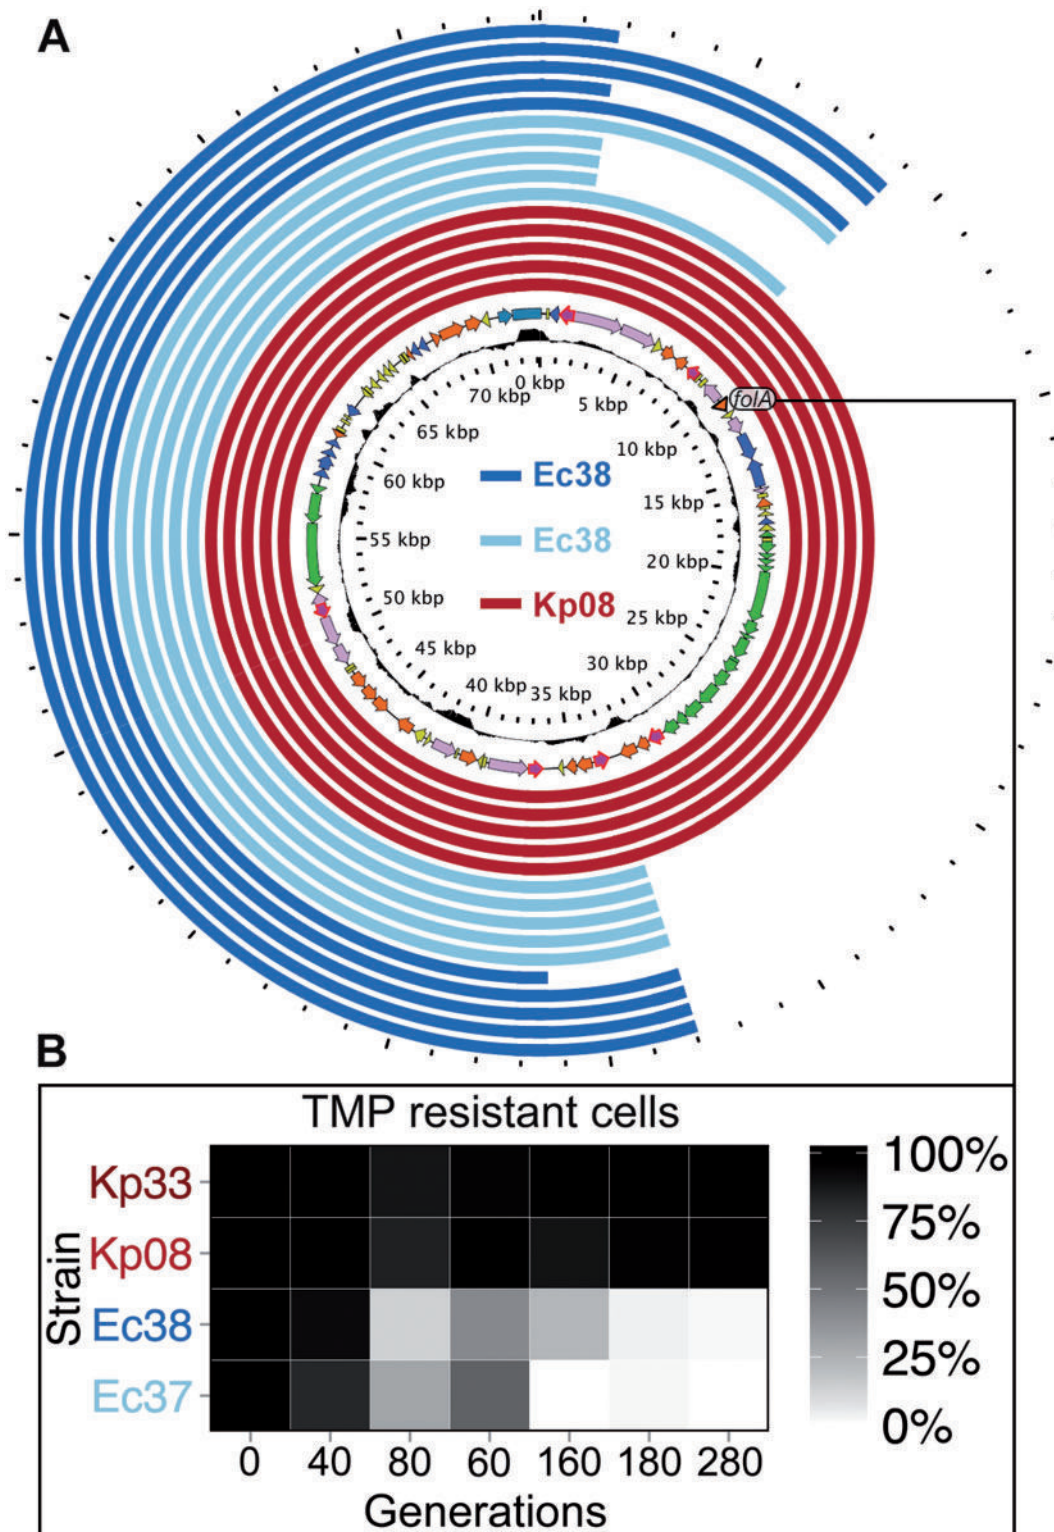 A
folA
0 kbp
5 kbp
10 kbp
15 kbp
20 kbp
25 kbp
30 kbp
35 kbp
40 kbp
45 kbp
50 kbp
55 kbp
60 kbp
65 kbp
70 kbp
Ec38
Ec38
Kp08
B
TMP resistant cells
Strain
Kp33
Kp08
Ec38
Ec37
0 40 80 60 160 180 280
Generations
100%
75%
50%
25%
0%